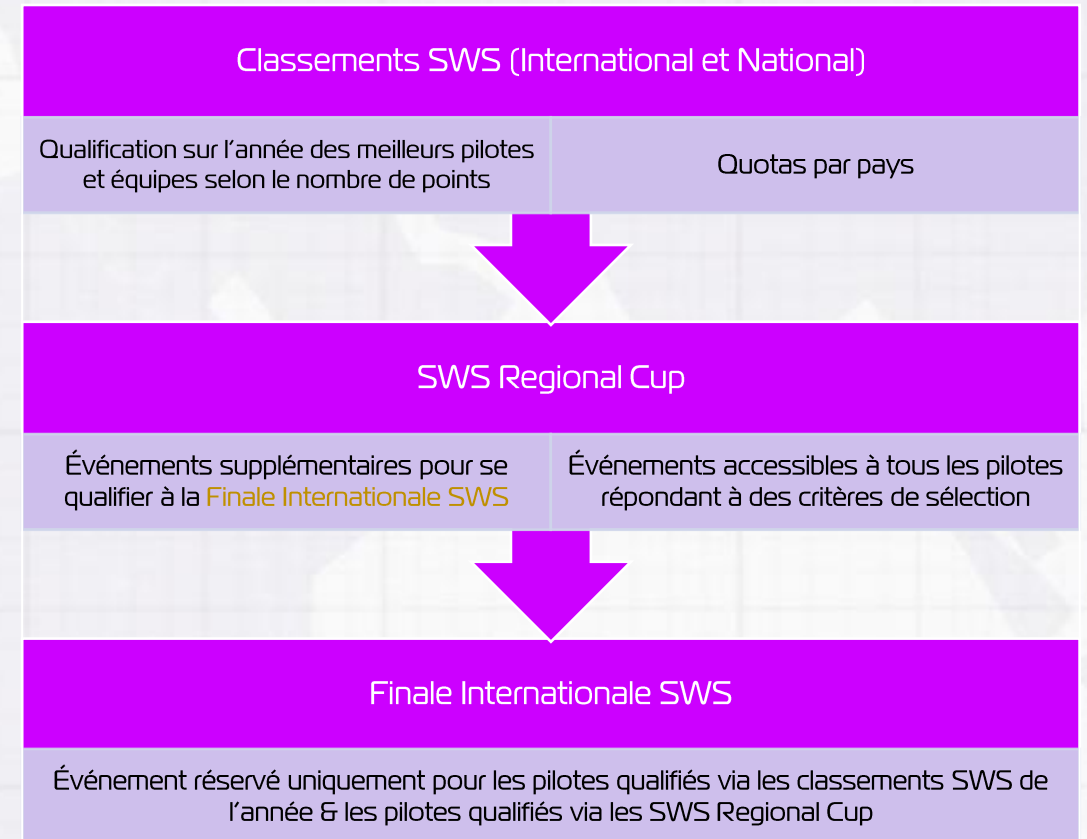 Classements SWS (International et National)
Qualification sur l'année des meilleurs pilotes
et équipes selon le nombre de points
Quotas par pays
SWS Regional Cup
Événements supplémentaires pour se
qualifier à la Finale Internationale SWS
Événements accessibles à tous les pilotes
répondant à des critères de sélection
Finale Internationale SWS
Événement réservé uniquement pour les pilotes qualifiés via les classements SWS de
l'année & les pilotes qualifiés via les SWS Regional Cup